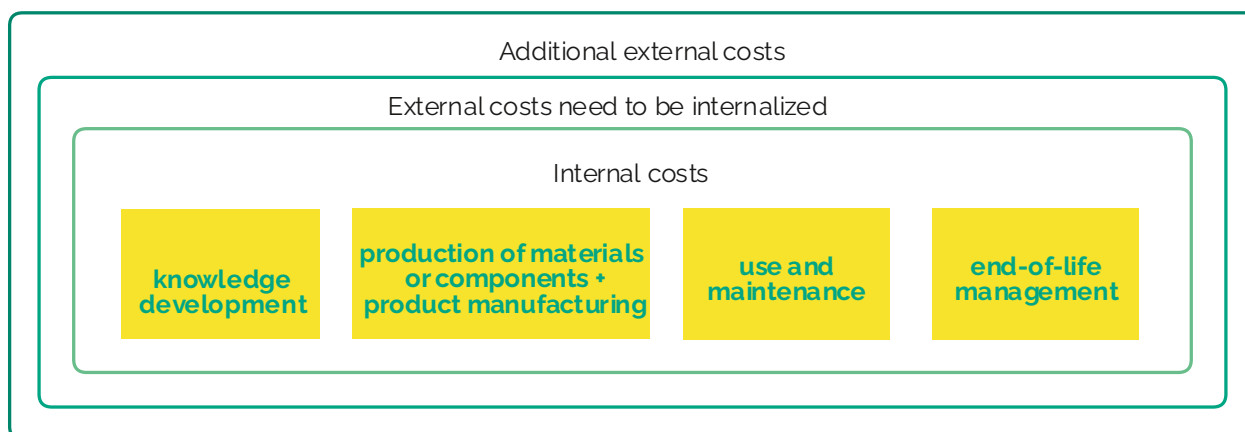 Additional external costs
External costs need to be internalized
Internal costs
knowledge
development
production of materials
or components +
product manufacturing
use and
maintenance
end-of-life
management